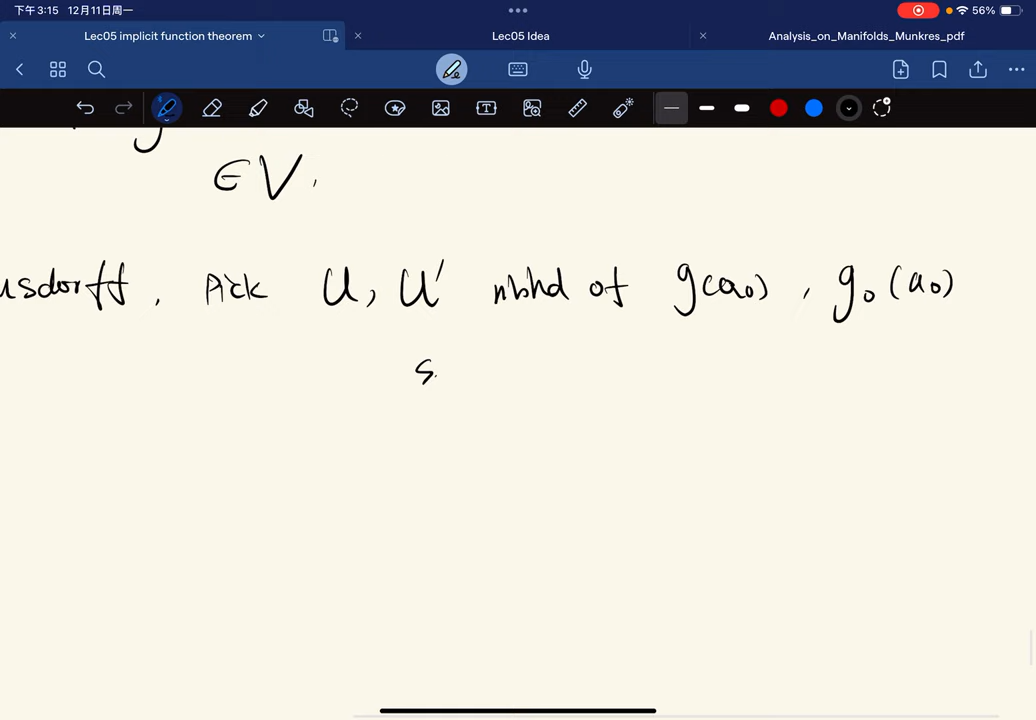 下午3:15 12月11日周一
56%
Lec05 implicit function theorem
Lec05 Idea
Analysis_on_Manifolds_Munkres_pdf
∈ V.
usdorff, pick U, U' nbhd of g(a₀), g₀(a₀)
s.